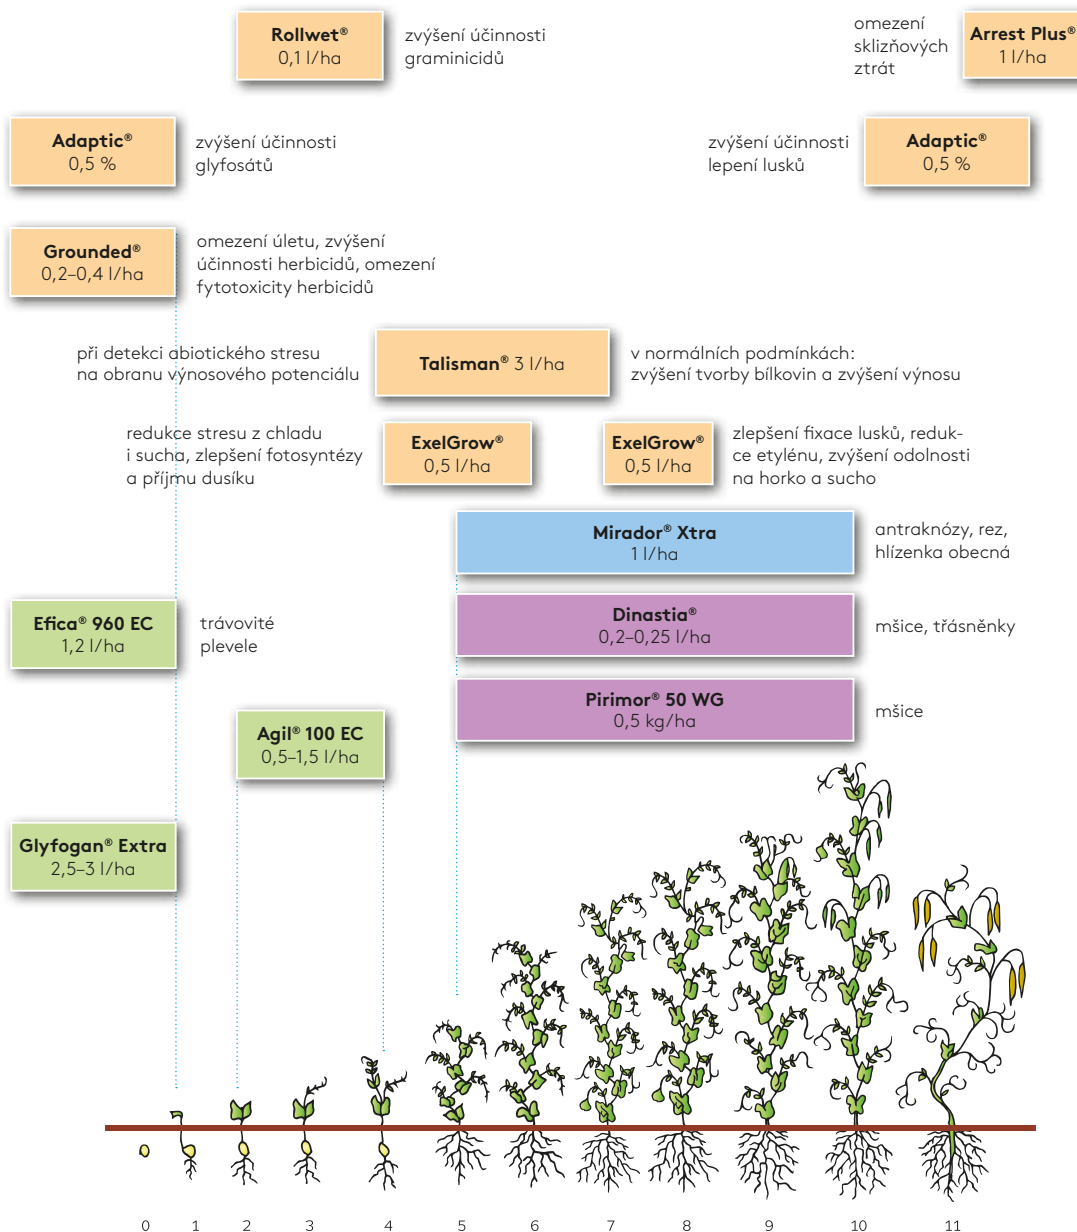 Rollwet®
0,1 l/ha
zvýšení účinnosti
graminicidů
omezení
sklizňových
ztrát
Arrest Plus®
1 l/ha
Adaptic®
0,5 %
zvýšení účinnosti
glyfosátů
zvýšení účinnosti
lepení lusků
Adaptic®
0,5 %
Grounded®
0,2–0,4 l/ha
omezení úletu, zvýšení
účinnosti herbicidů, omezení
fytotoxicity herbicidů
při detekci abiotického stresu
na obranu výnosového potenciálu
Talisman® 3 l/ha
v normálních podmínkách:
zvýšení tvorby bílkovin a zvýšení výnosu
redukce stresu z chladu
i sucha, zlepšení fotosyntézy
a příjmu dusíku
ExelGrow®
0,5 l/ha
ExelGrow®
0,5 l/ha
zlepšení fixace lusků, reduk-
ce etylénu, zvýšení odolnosti
na horko a sucho
Mirador® Xtra
1 l/ha
antraknózy, rez,
hlízenka obecná
Efica® 960 EC
1,2 l/ha
trávovité
plevele
Dinastia®
0,2–0,25 l/ha
mšice, třásněnky
Pirimor® 50 WG
0,5 kg/ha
mšice
Agil® 100 EC
0,5–1,5 l/ha
Glyfogan® Extra
2,5–3 l/ha
0 1 2 3 4 5 6 7 8 9 10 11